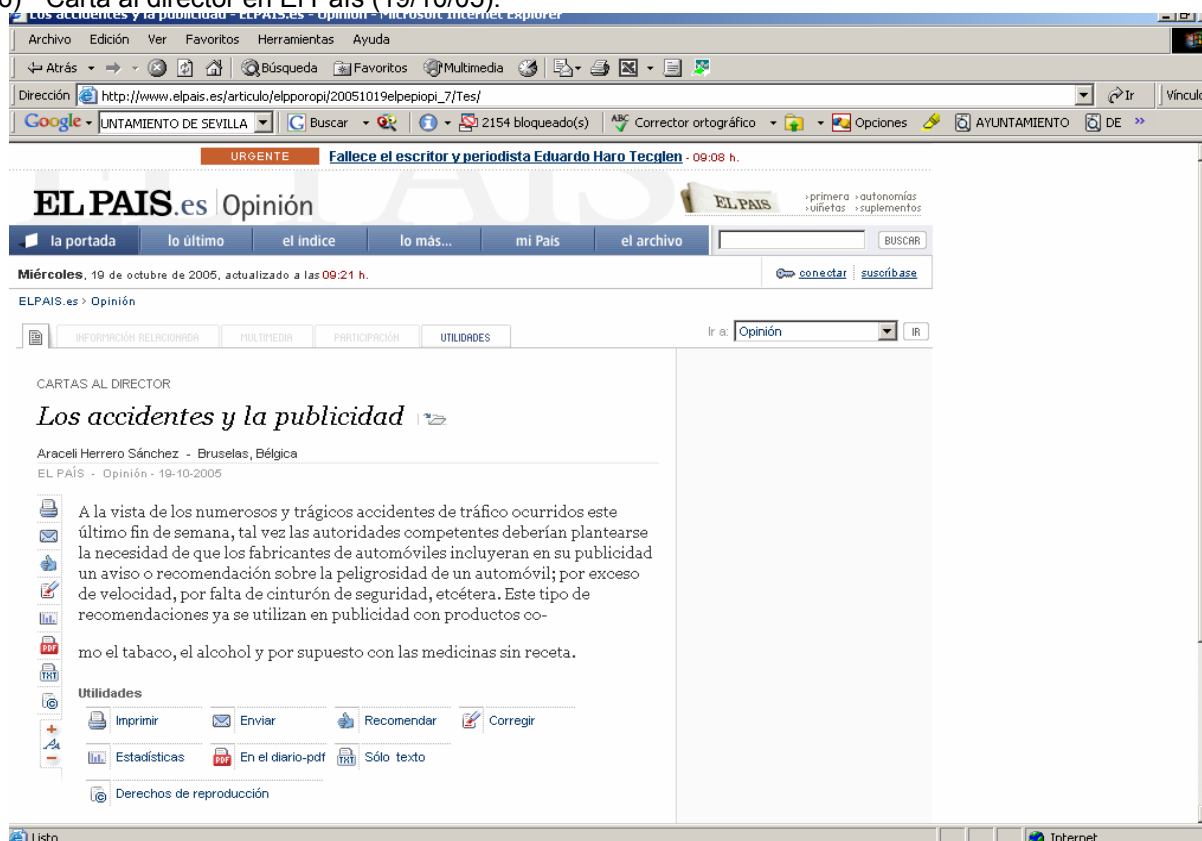 Carta al director en El País (19/10/05).
Los accidentes y la publicidad - ELPAIS.es - Opinión - Microsoft Internet Explorer
Archivo Edición Ver Favoritos Herramientas Ayuda
Atrás Búsqueda Favoritos Multimedia
Dirección http://www.elpais.es/articulo/elpporopi/20051019elpepiopi_7/Tes/ Ir Vínculo
Google UNTAMIENTO DE SEVILLA G Buscar 2154 bloqueado(s) ABC Corrector ortográfico Opciones AYUNTAMIENTO DE »
URGENTE Fallece el escritor y periodista Eduardo Haro Tecglen - 09:08 h.
EL PAIS.es Opinión EL PAIS ›primera ›autonomías
›viñetas ›suplementos
la portada lo último el índice lo más... mi País el archivo BUSCAR
Miércoles, 19 de octubre de 2005, actualizado a las 09:21 h. conectar suscríbase
ELPAIS.es > Opinión
INFORMACIÓN RELACIONADA MULTIMEDIA PARTICIPACIÓN UTILIDADES Ir a: Opinión IR
CARTAS AL DIRECTOR
Los accidentes y la publicidad
Araceli Herrero Sánchez - Bruselas, Bélgica
EL PAÍS - Opinión - 19-10-2005
A la vista de los numerosos y trágicos accidentes de tráfico ocurridos este
último fin de semana, tal vez las autoridades competentes deberían plantearse
la necesidad de que los fabricantes de automóviles incluyeran en su publicidad
un aviso o recomendación sobre la peligrosidad de un automóvil; por exceso
de velocidad, por falta de cinturón de seguridad, etcétera. Este tipo de
recomendaciones ya se utilizan en publicidad con productos co-
mo el tabaco, el alcohol y por supuesto con las medicinas sin receta.
PDF
TXT
Utilidades
Imprimir Enviar Recomendar Corregir
Estadísticas PDF En el diario-pdf TXT Sólo texto
Derechos de reproducción
Listo Internet